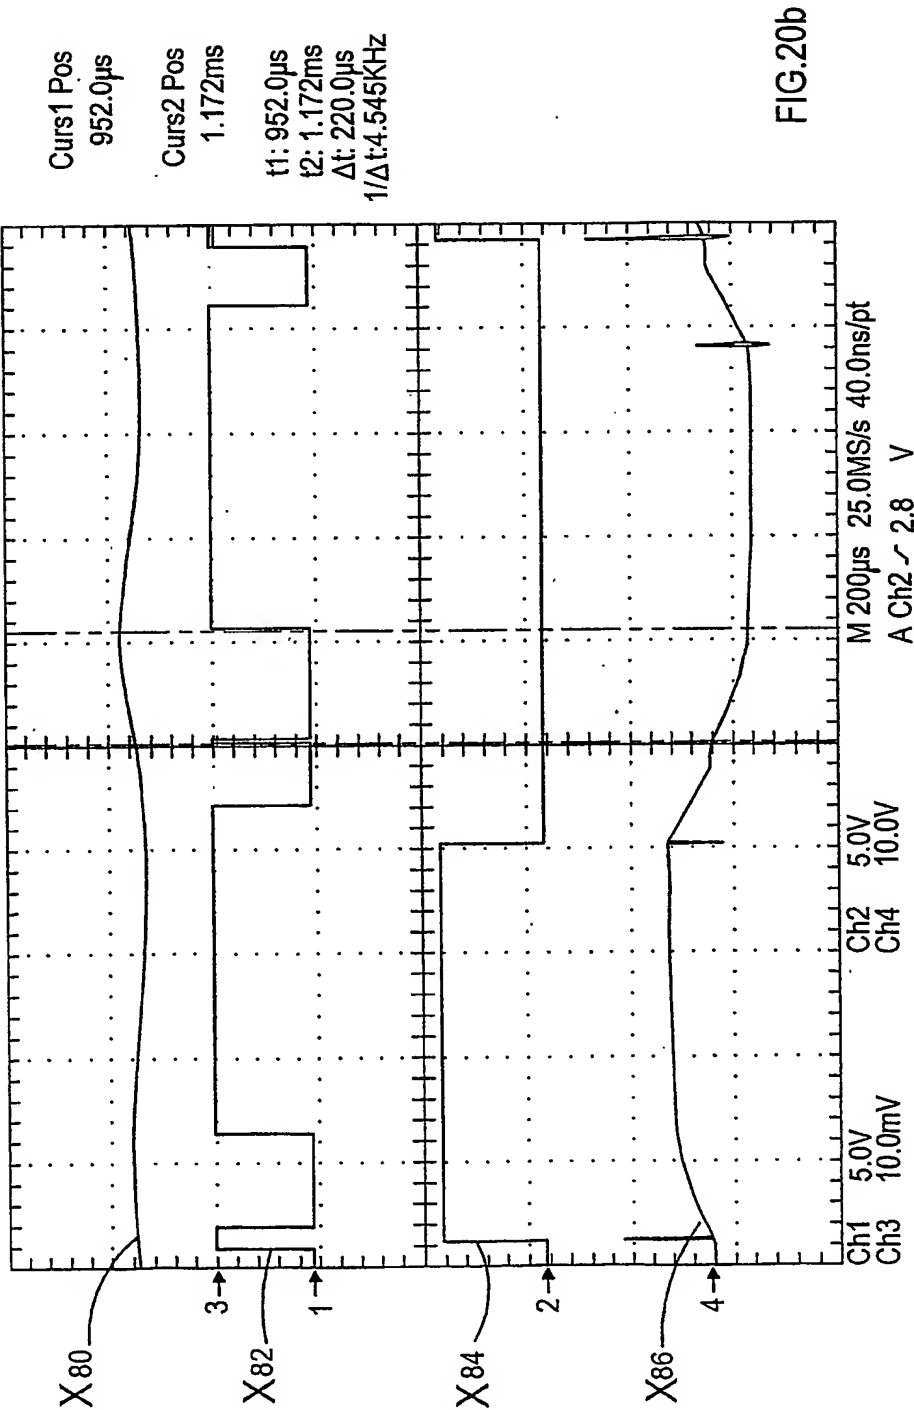 Curs1 Pos
952.0µs
Curs2 Pos
1.172ms
t1: 952.0µs
t2: 1.172ms
Δt: 220.0µs
1/Δt:4.545KHz
X80
X82
X84
X86
3
1
2
4
Ch1 5.0V Ch2 5.0V M 200µs 25.0MS/s 40.0ns/pt
Ch3 10.0mV Ch4 10.0V A Ch2 / 2.8 V
FIG.20b